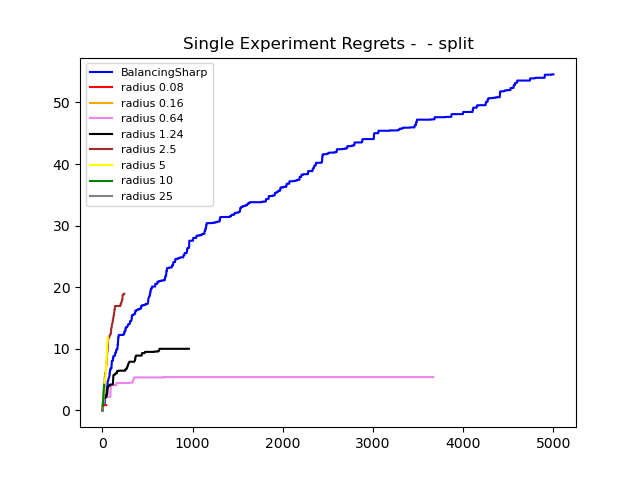 Single Experiment Regrets -  - split
BalancingSharp
radius 0.08
radius 0.16
radius 0.64
radius 1.24
radius 2.5
radius 5
radius 10
radius 25
50
40
30
20
10
0
0 1000 2000 3000 4000 5000